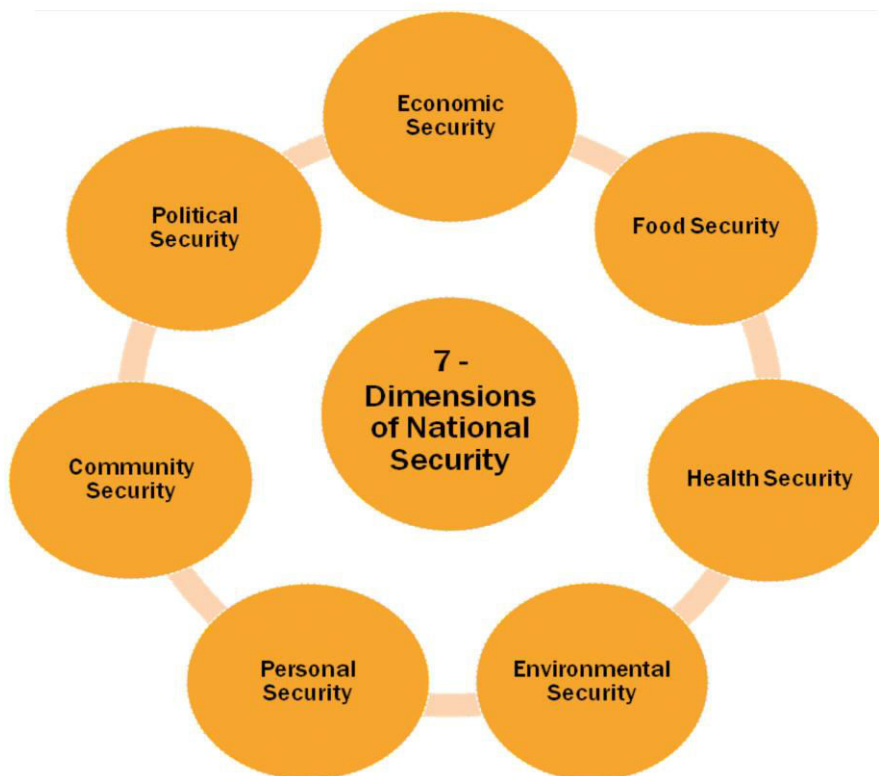 Economic
Security
Food Security
Health Security
Environmental
Security
Personal
Security
Community
Security
Political
Security
7 -
Dimensions
of National
Security